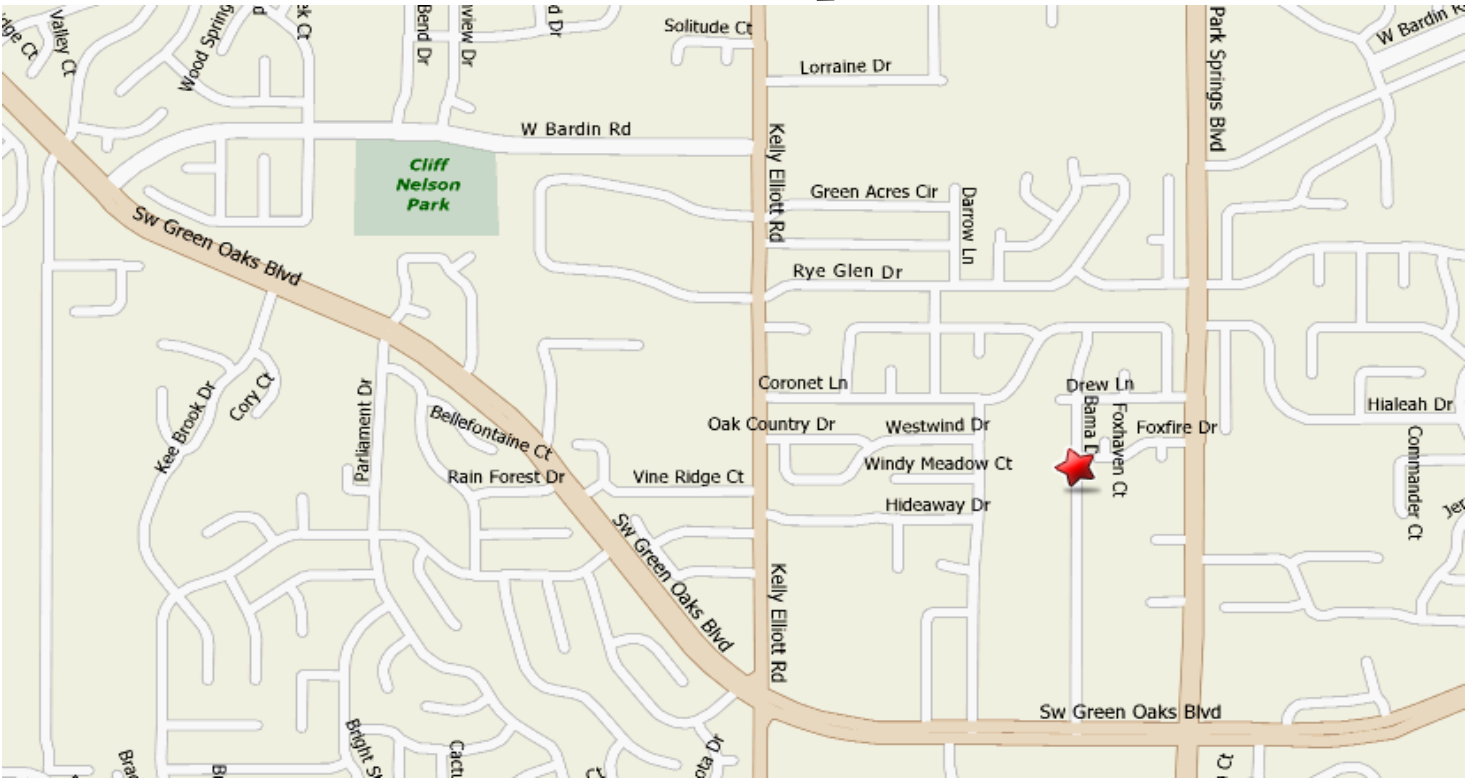 Valley Ct
Wood Spring
Bend Dr
Solitude Ct
Lorraine Dr
Park Springs Blvd
W Bardin
W Bardin Rd
Kelly Elliott Rd
Cliff
Nelson
Park
Green Acres Cir
Darrow Ln
Sw Green Oaks Blvd
Rye Glen Dr
Kee Brook Dr
Cory Ct
Parliament Dr
Bellefontaine Ct
Coronet Ln
Drew Ln
Bama D
Foxhaven Ct
Foxfire Dr
Hialeah Dr
Oak Country Dr
Westwind Dr
Windy Meadow Ct
Rain Forest Dr
Vine Ridge Ct
Hideaway Dr
Commander Ct
Sw Green Oaks Blvd
Kelly Elliott Rd
Sw Green Oaks Blvd
Bright S
Cactu
ota Dr